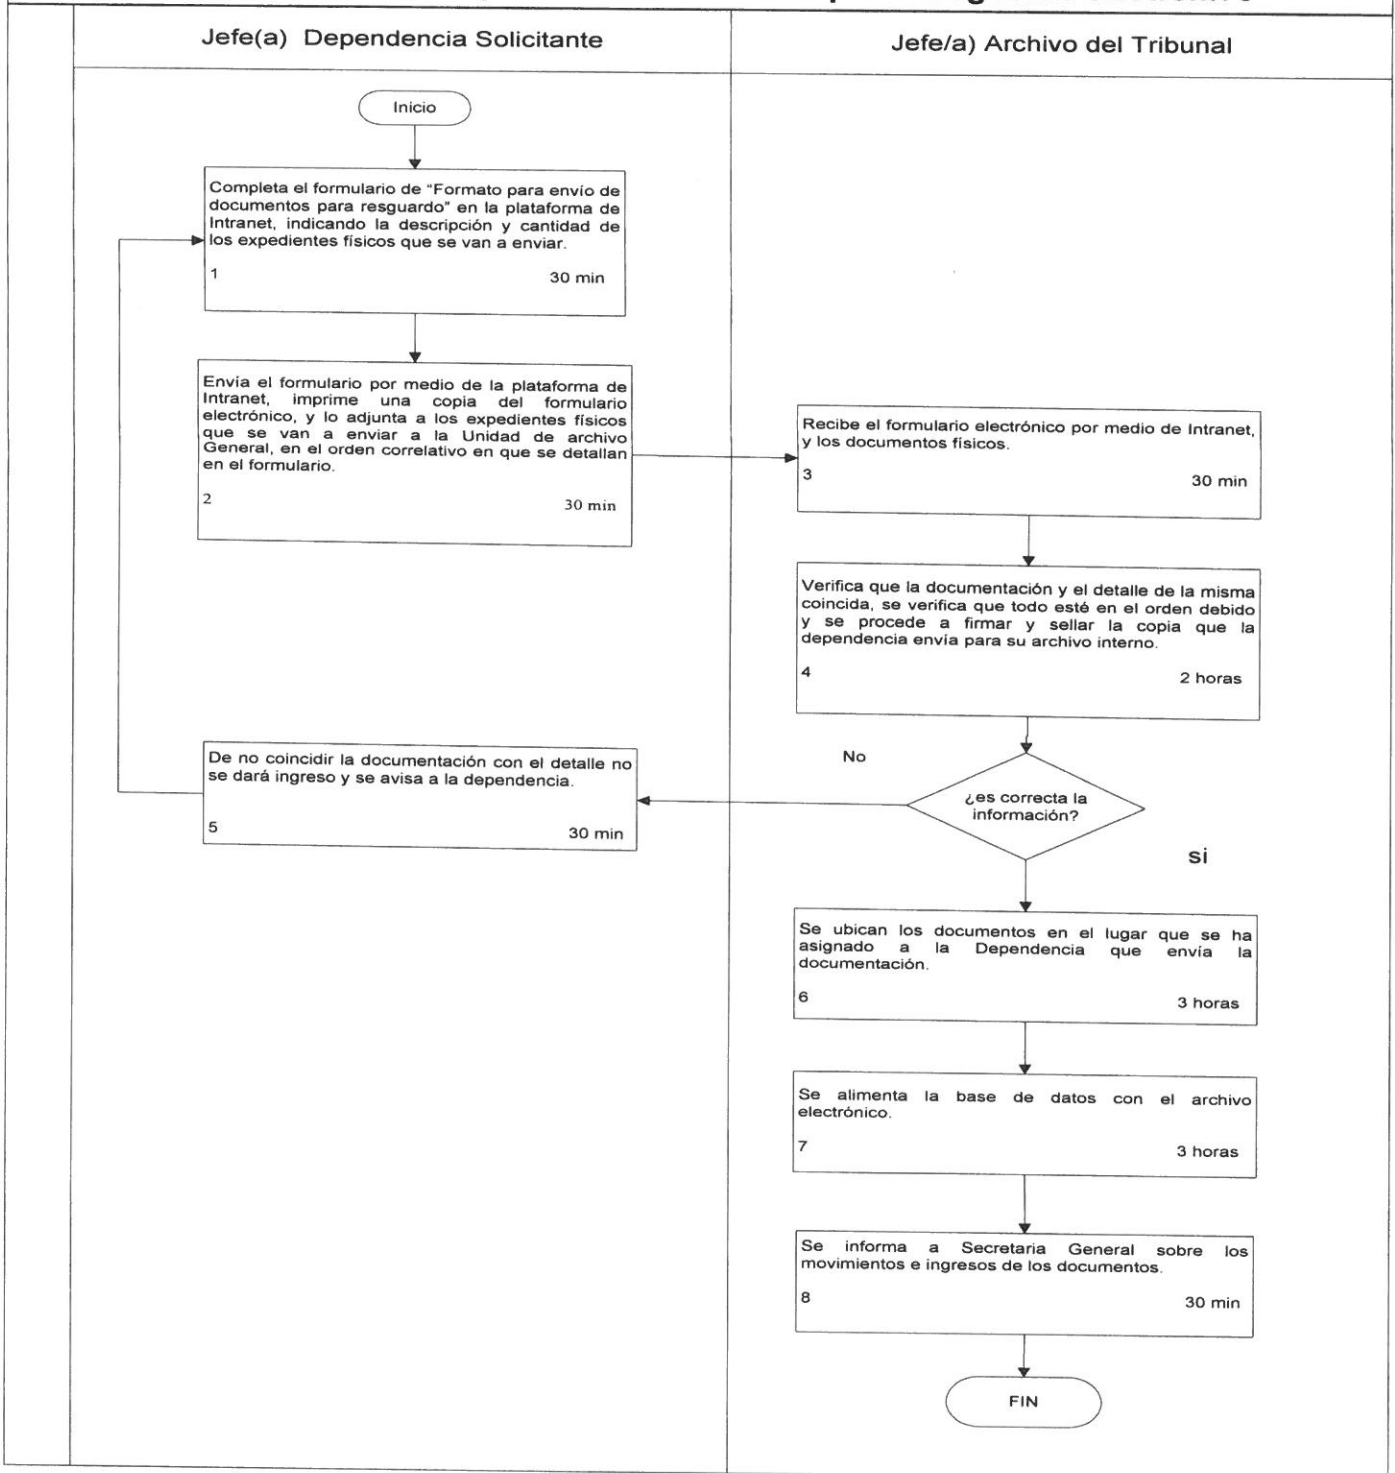 Jefe(a) Dependencia Solicitante
Jefe/a) Archivo del Tribunal
Inicio
Completa el formulario de "Formato para envío de
documentos para resguardo" en la plataforma de
Intranet, indicando la descripción y cantidad de
los expedientes físicos que se van a enviar.
1 30 min
Envía el formulario por medio de la plataforma de
Intranet, imprime una copia del formulario
electrónico, y lo adjunta a los expedientes físicos
que se van a enviar a la Unidad de archivo
General, en el orden correlativo en que se detallan
en el formulario.
2 30 min
Recibe el formulario electrónico por medio de Intranet,
y los documentos físicos.
3 30 min
Verifica que la documentación y el detalle de la misma
coincida, se verifica que todo esté en el orden debido
y se procede a firmar y sellar la copia que la
dependencia envía para su archivo interno.
4 2 horas
No
¿es correcta la
información?
si
De no coincidir la documentación con el detalle no
se dará ingreso y se avisa a la dependencia.
5 30 min
Se ubican los documentos en el lugar que se ha
asignado a la Dependencia que envía la
documentación.
6 3 horas
Se alimenta la base de datos con el archivo
electrónico.
7 3 horas
Se informa a Secretaria General sobre los
movimientos e ingresos de los documentos.
8 30 min
FIN